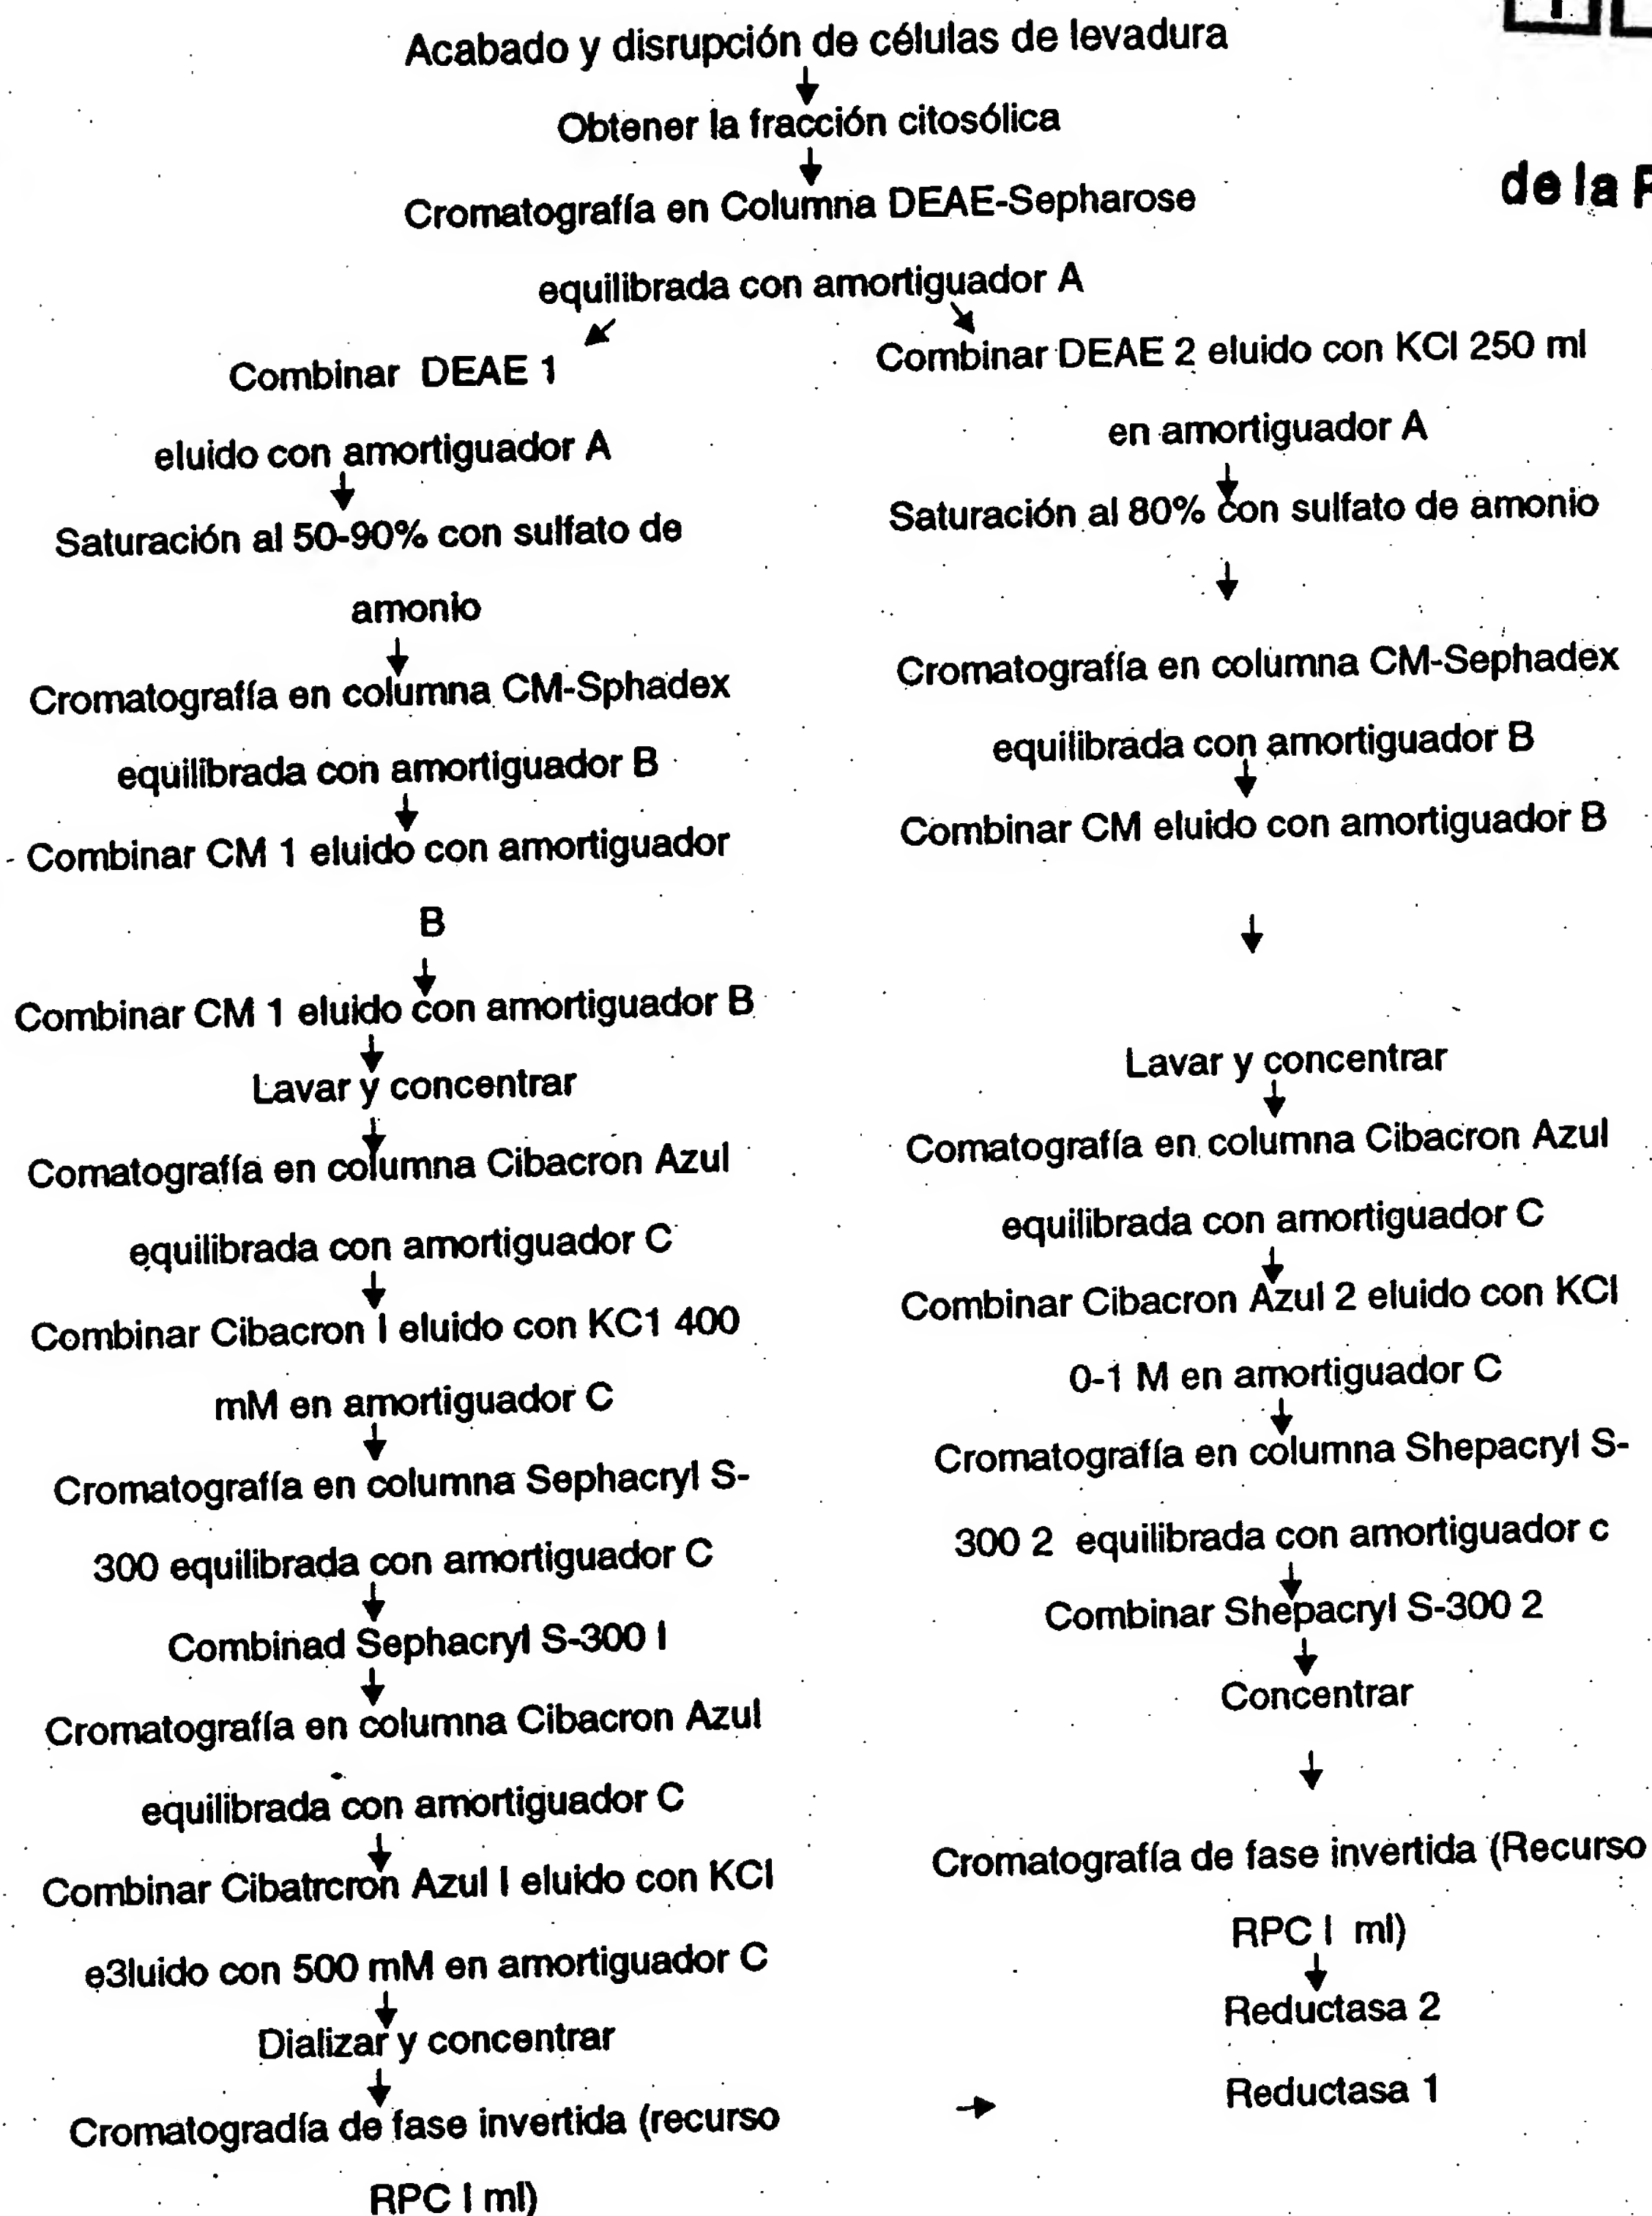 Acabado y disrupción de células de levadura
Obtener la fracción citosólica
Cromatografía en Columna DEAE-Sepharose
de la
equilibrada con amortiguador A
Combinar DEAE 1
eluido con amortiguador A
Saturación al 50-90% con sulfato de
amonio
Cromatografía en columna CM-Sphadex
equilibrada con amortiguador B
Combinar CM 1 eluido con amortiguador
B
Combinar CM 1 eluido con amortiguador B
Lavar y concentrar
Comatografía en columna Cibacron Azul
equilibrada con amortiguador C
Combinar Cibacron I eluido con KC1 400
mM en amortiguador C
Cromatografía en columna Sephacryl S-
300 equilibrada con amortiguador C
Combinad Sephacryl S-300 I
Cromatografía en columna Cibacron Azul
equilibrada con amortiguador C
Combinar Cibatrcron Azul I eluido con KCl
e3luido con 500 mM en amortiguador C
Dializar y concentrar
Cromatogradía de fase invertida (recurso
RPC I ml)
Combinar DEAE 2 eluido con KCl 250 ml
en amortiguador A
Saturación al 80% con sulfato de amonio
Cromatografía en columna CM-Sephadex
equilibrada con amortiguador B
Combinar CM eluido con amortiguador B
Lavar y concentrar
Comatografía en columna Cibacron Azul
equilibrada con amortiguador C
Combinar Cibacron Azul 2 eluido con KCl
0-1 M en amortiguador C
Cromatografía en columna Shepacryl S-
300 2 equilibrada con amortiguador c
Combinar Shepacryl S-300 2
Concentrar
Cromatografía de fase invertida (Recurso
RPC I ml)
Reductasa 2
Reductasa 1